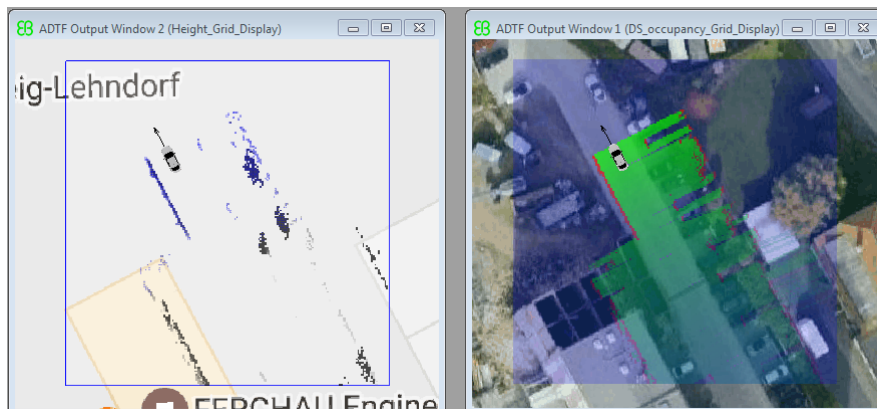 ADTF Output Window 2 (Height_Grid_Display)
ADTF Output Window 1 (DS_occupancy_Grid_Display)
ig-Lehndorf
FERCHAU Engine